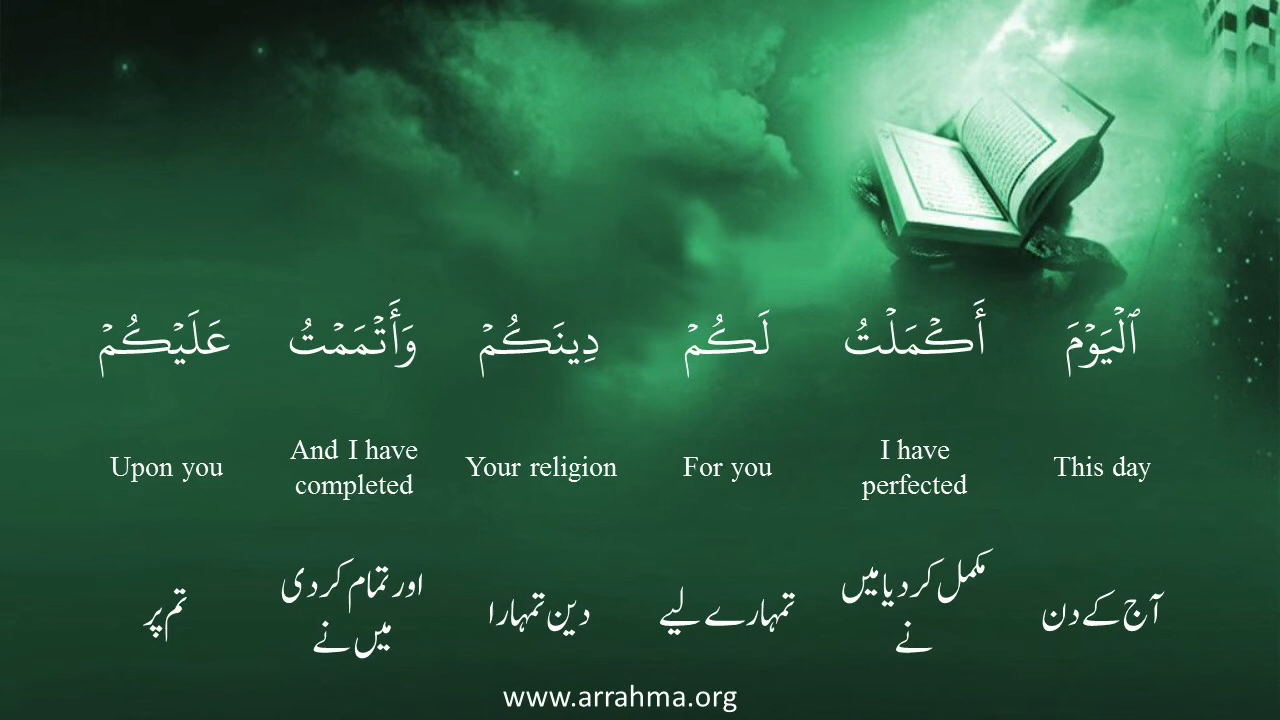 ٱلْيَوْمَ أَكْمَلْتُ لَكُمْ دِينَكُمْ وَأَتْمَمْتُ عَلَيْكُمْ
This day
I have
perfected
For you
Your religion
And I have
completed
Upon you
آج کے دن
مکمل کر دیا میں
نے
تمہارے لیے
دین تمہارا
اور تمام کر دی
میں نے
تم پر
www.arrahma.org